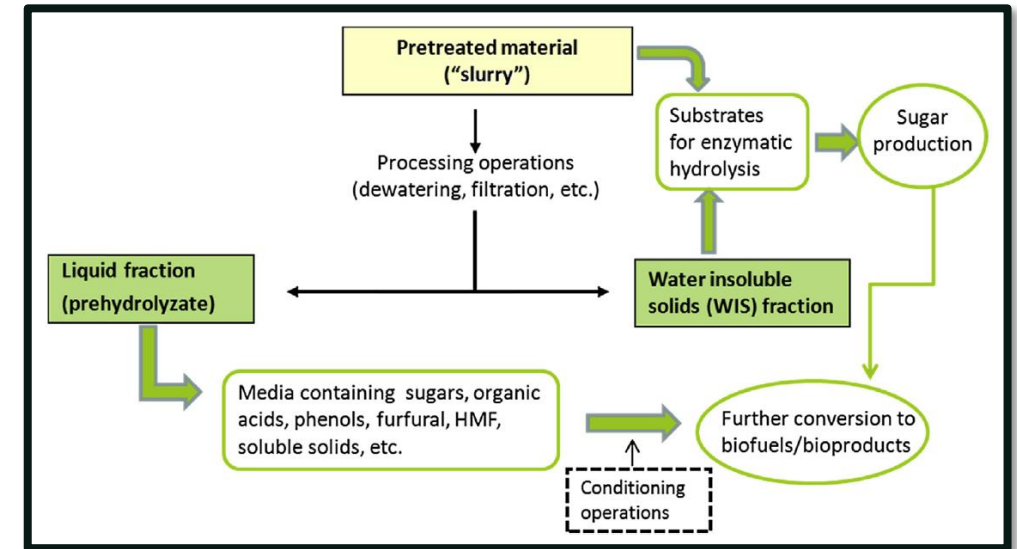 Pretreated material
(“slurry”)
Substrates
for enzymatic
hydrolysis
Sugar
production
Processing operations
(dewatering, filtration, etc.)
Liquid fraction
(prehydrolyzate)
Water insoluble
solids (WIS) fraction
Media containing sugars, organic
acids, phenols, furfural, HMF,
soluble solids, etc.
Further conversion to
biofuels/bioproducts
Conditioning
operations